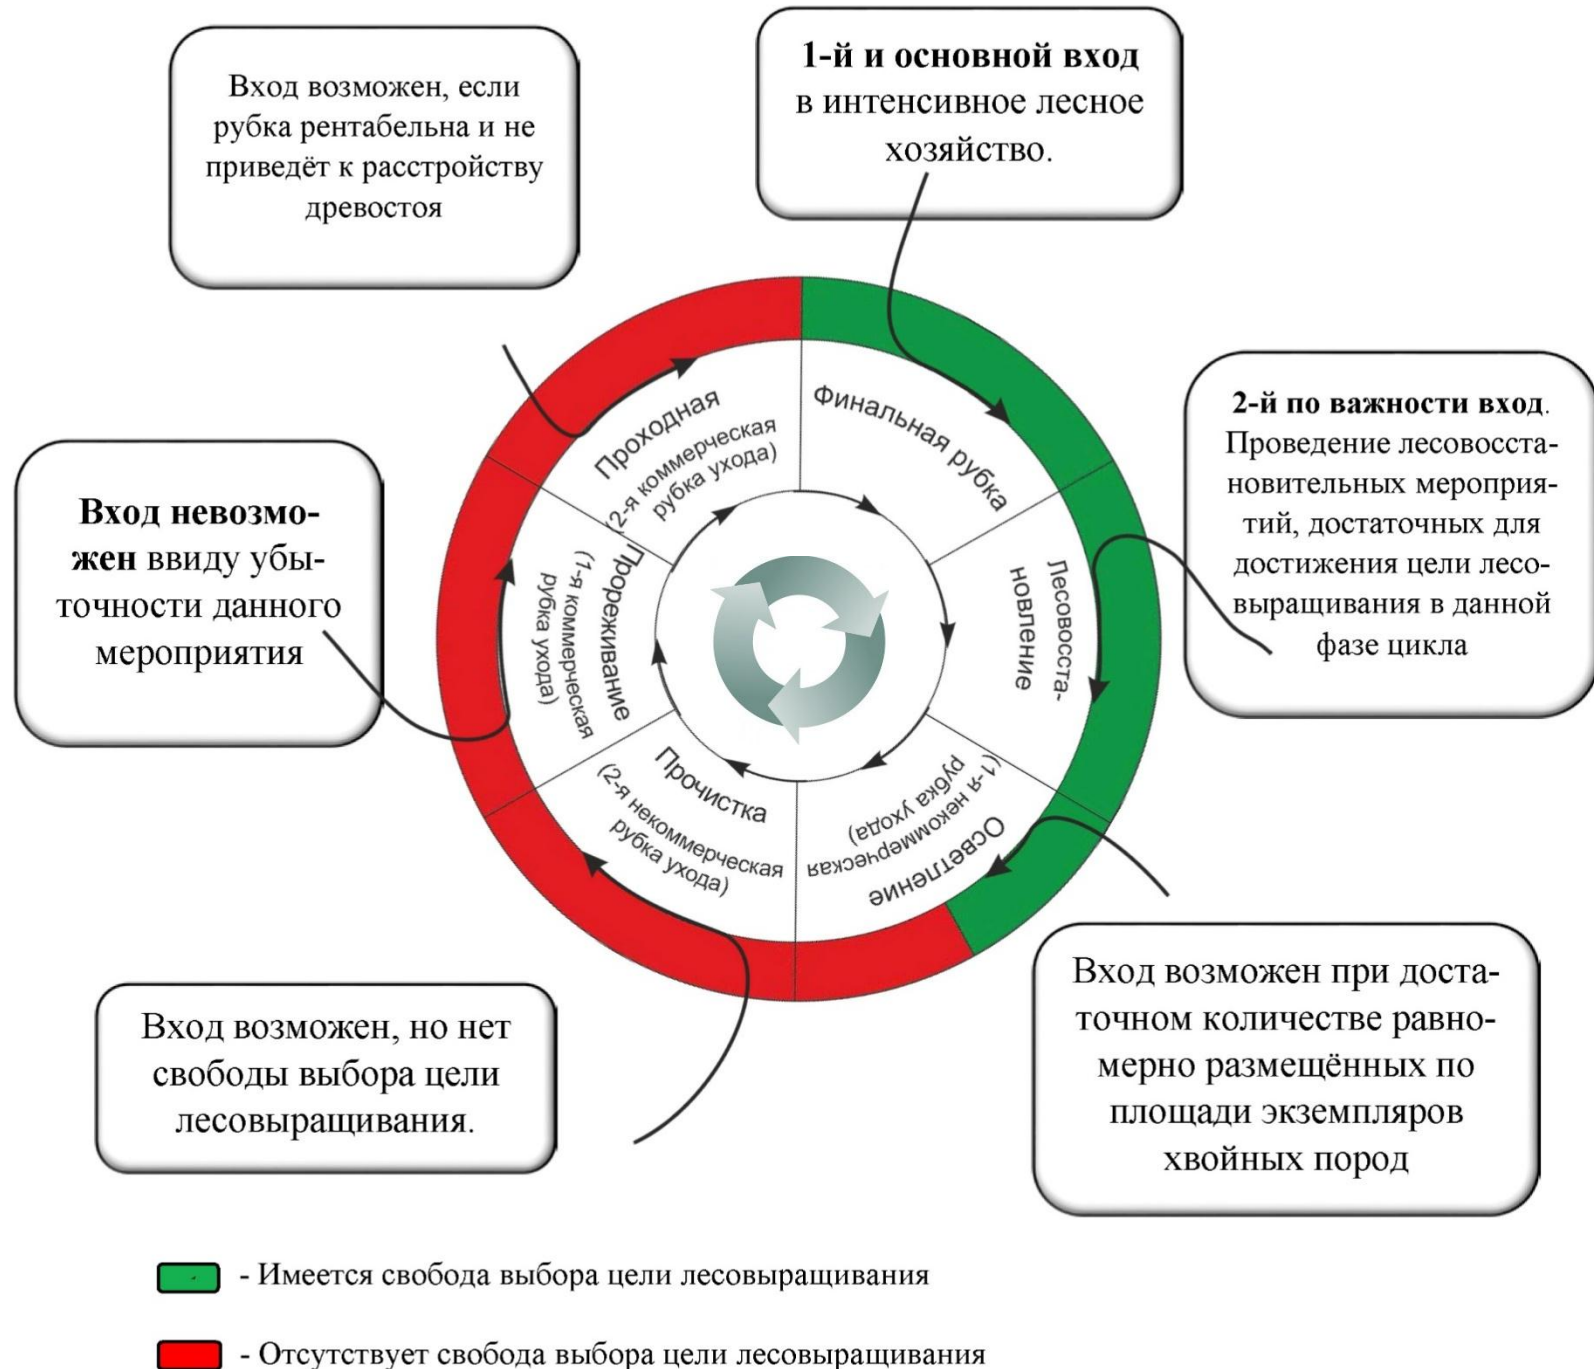 Вход возможен, если
рубка рентабельна и не
приведёт к расстройству
древостоя
1-й и основной вход
в интенсивное лесное
хозяйство.
2-й по важности вход.
Проведение лесовосста-
новительных мероприя-
тий, достаточных для
достижения цели лесо-
выращивания в данной
фазе цикла
Вход невозмо-
жен ввиду убы-
точности данного
мероприятия
Проходная
(2-я коммерческая
рубка ухода)
Финальная рубка
Лесовосста-
новление
Прореживание
(1-я коммерческая
рубка ухода)
Прочистка
(2-я некоммерческая
рубка ухода)
Осветление
(1-я некоммерческая
рубка ухода)
Вход возможен, но нет
свободы выбора цели
лесовыращивания.
Вход возможен при доста-
точном количестве равно-
мерно размещённых по
площади экземпляров
хвойных пород
- Имеется свобода выбора цели лесовыращивания
- Отсутствует свобода выбора цели лесовыращивания